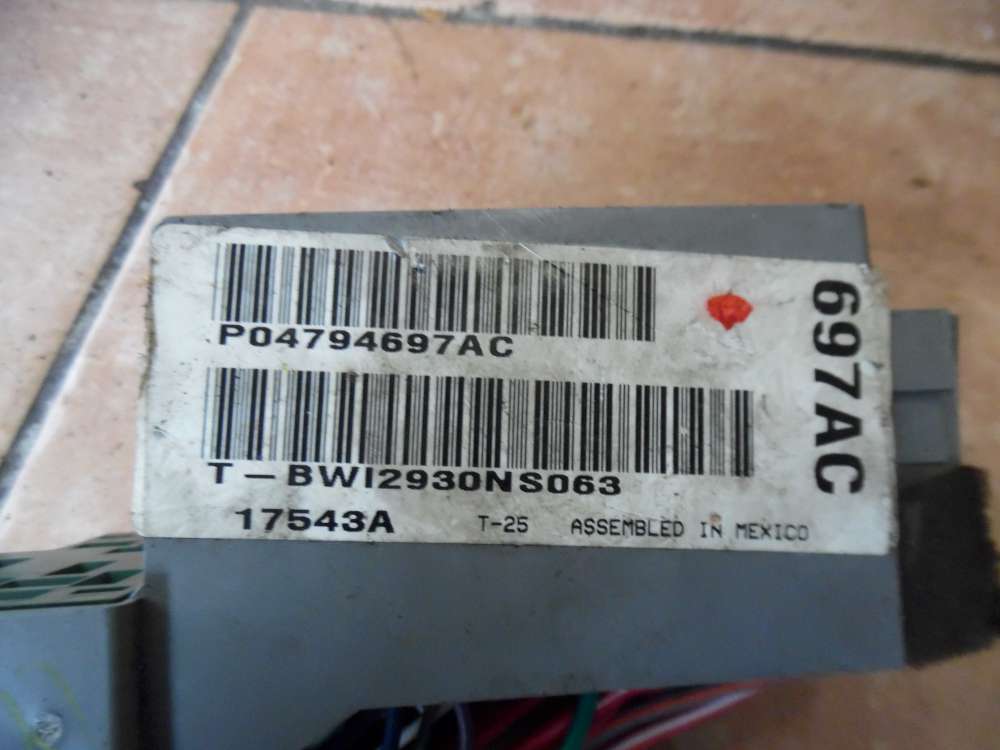 P04794697AC
T-BWI2930NS063
17543A T-25 ASSEMBLED IN MEXICO
697AC